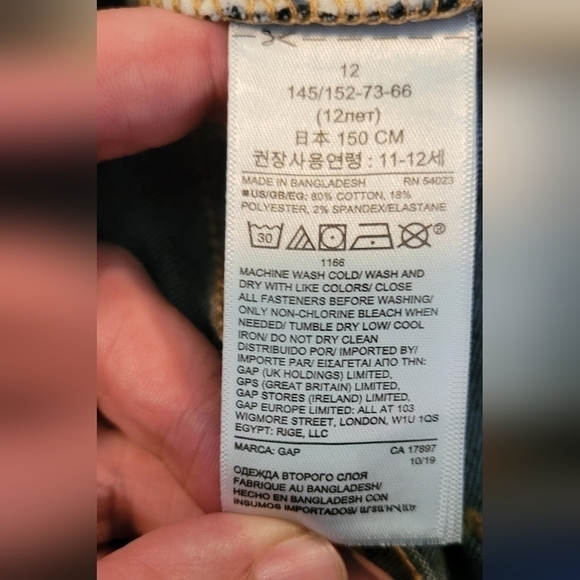 12
145/152-73-66
(12лет)
日本 150 CM
권장사용연령 : 11-12세
MADE IN BANGLADESH RN 54023
■US/GB/EG: 80% COTTON, 18%
POLYESTER, 2% SPANDEX/ELASTANE
30 ®
1166
MACHINE WASH COLD/ WASH AND
DRY WITH LIKE COLORS/ CLOSE
ALL FASTENERS BEFORE WASHING/
ONLY NON-CHLORINE BLEACH WHEN
NEEDED/ TUMBLE DRY LOW/ COOL
IRON/ DO NOT DRY CLEAN
DISTRIBUIDO POR/ IMPORTED BY/
IMPORTE PAR/ ΕΙΣΑΓΕΤΑΙ ΑΠΟ ΤΗΝ:
GAP (UK HOLDINGS) LIMITED,
GPS (GREAT BRITAIN) LIMITED,
GAP STORES (IRELAND) LIMITED,
GAP EUROPE LIMITED: ALL AT 103
WIGMORE STREET, LONDON, W1U 1QS
EGYPT: RIGE, LLC
MARCA: GAP CA 17897
10/19
ОДЕЖДА ВТОРОГО СЛОЯ
FABRIQUE AU BANGLADESH/
HECHO EN BANGLADESH CON
INSUMOS IMPORTADOS/